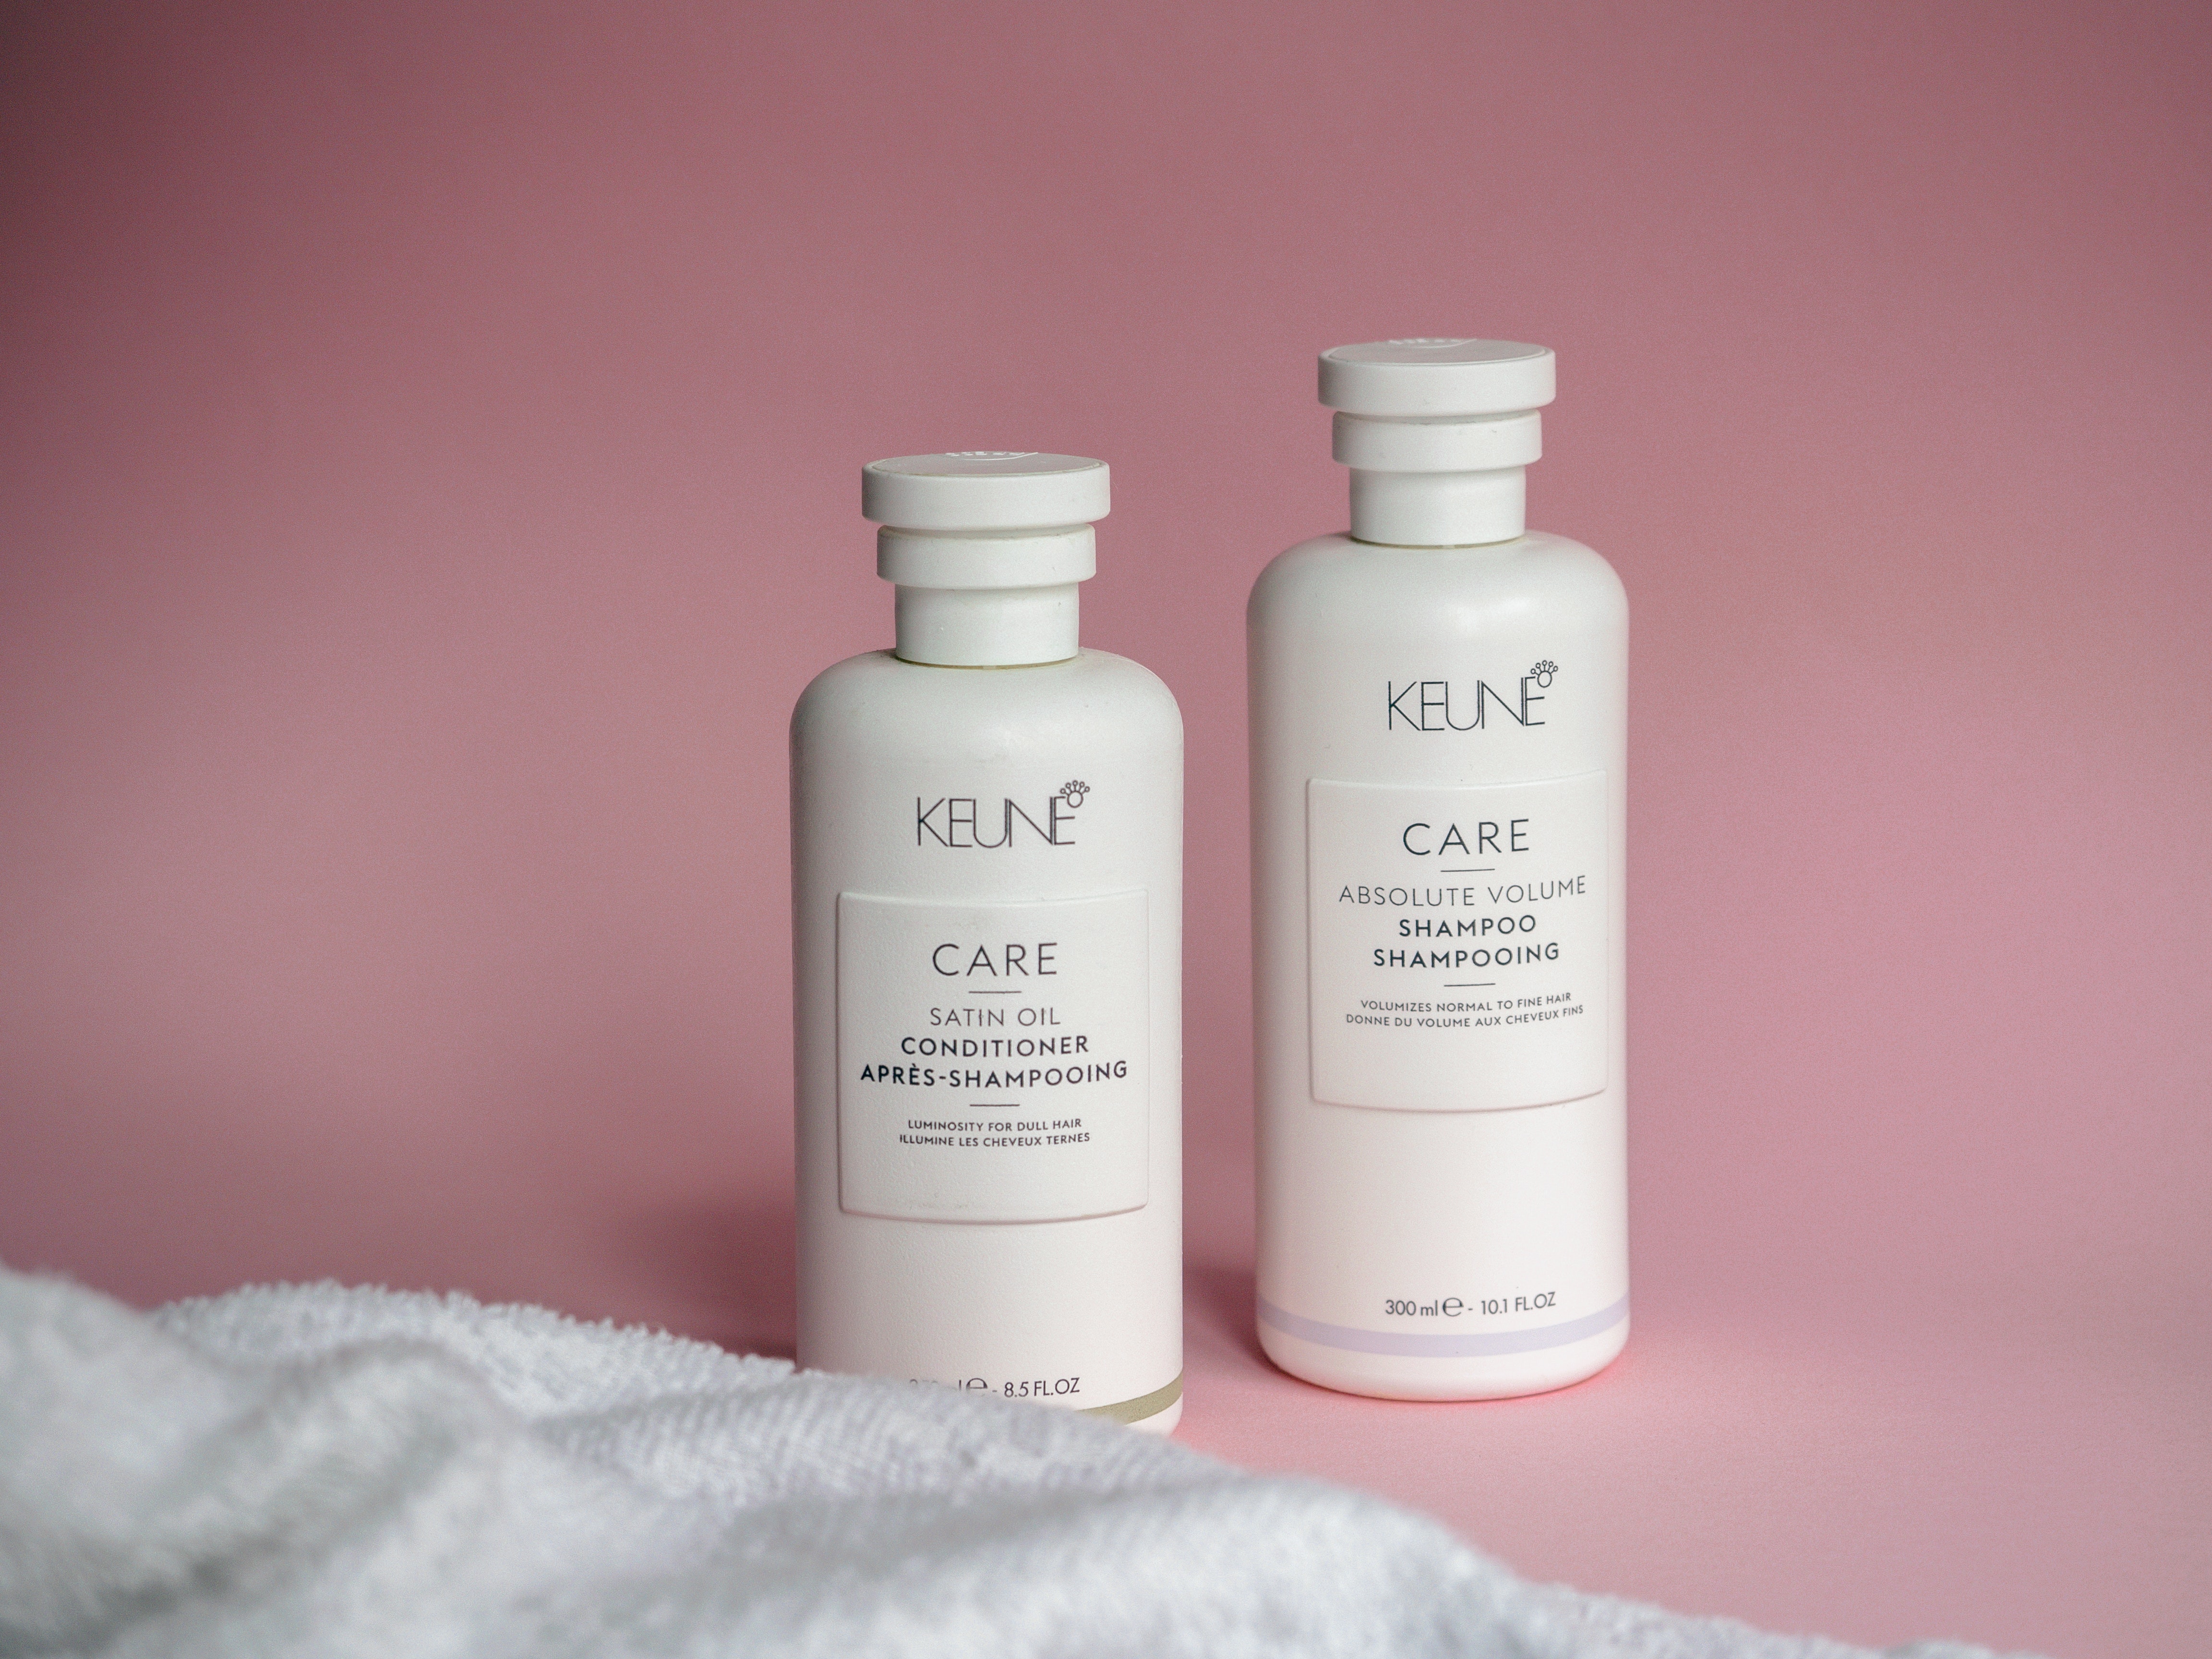 KEUNE
CARE
SATIN OIL
CONDITIONER
APRÈS-SHAMPOOING
LUMINOSITY FOR DULL HAIR
ILLUMINE LES CHEVEUX TERNES
℮ - 8.5 FL.OZ
KEUNE
CARE
ABSOLUTE VOLUME
SHAMPOO
SHAMPOOING
VOLUMIZES NORMAL TO FINE HAIR
DONNE DU VOLUME AUX CHEVEUX FINS
300 ml ℮ - 10.1 FL.OZ